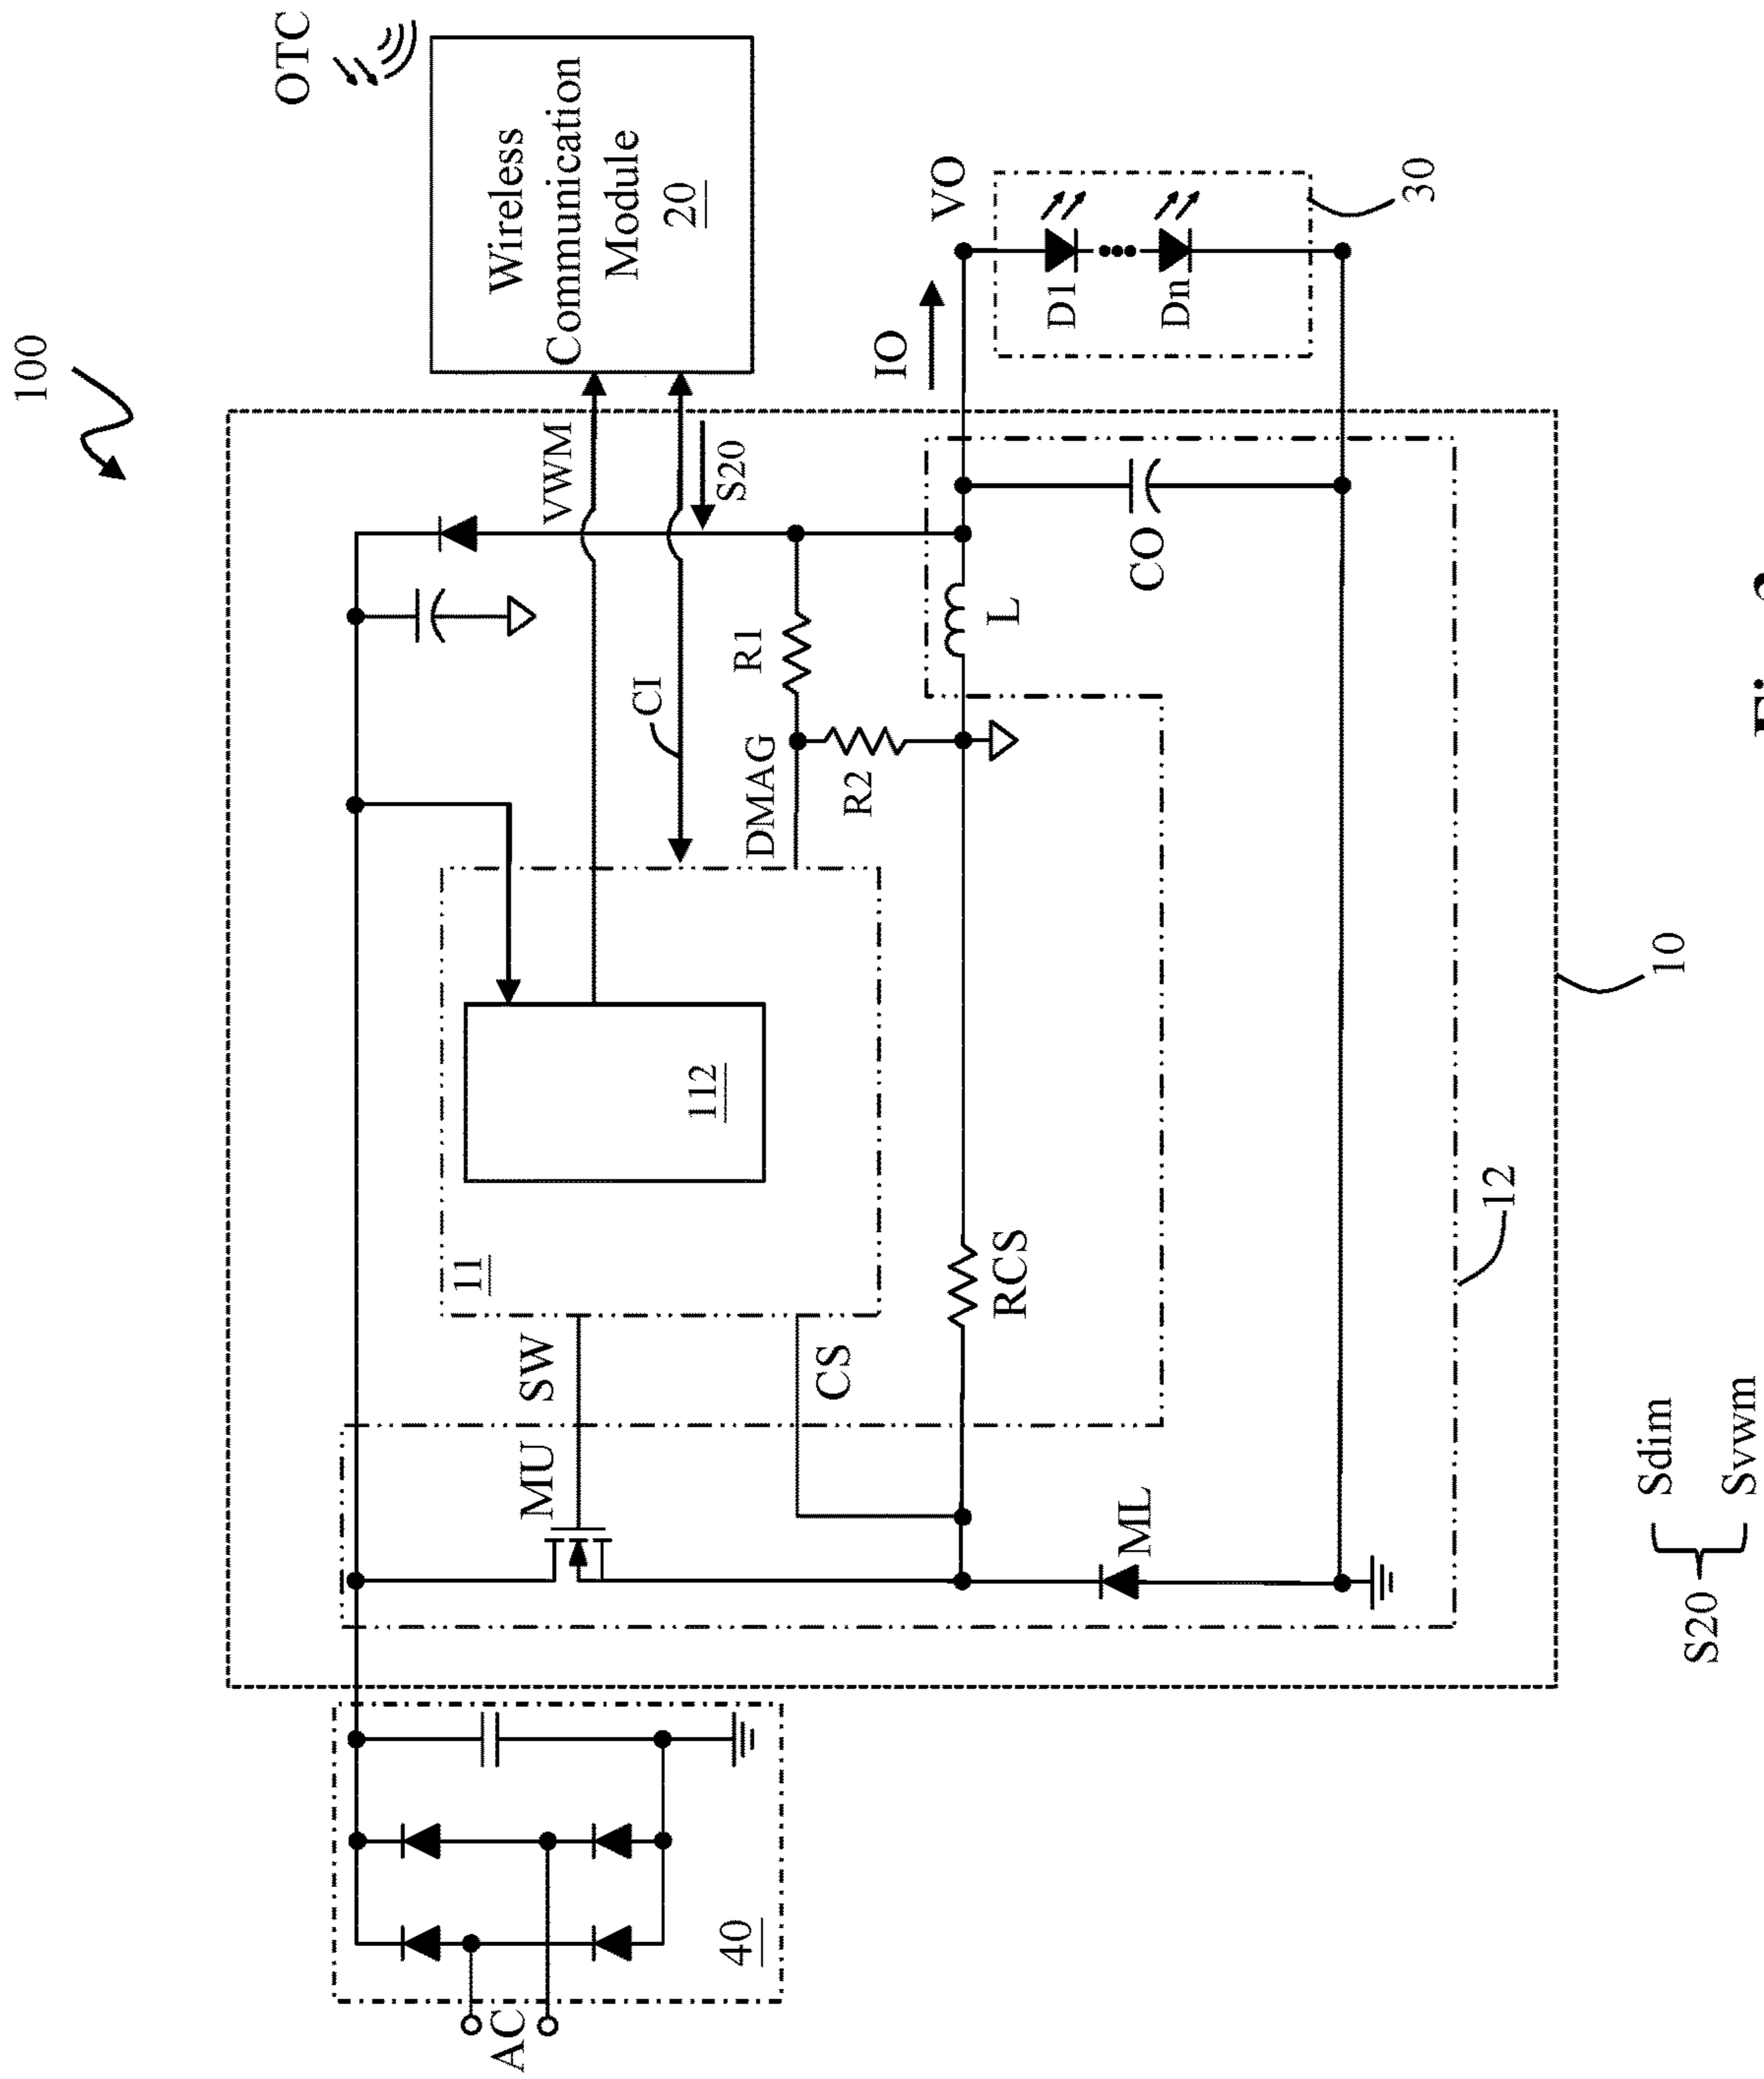 100
OTC
Wireless
Communication
Module
20
VWM
S20
CI
R1
DMAG
R2
L
IO
VO
D1
Dn
30
CO
112
11
SW
MU
CS
RCS
ML
12
10
40
AC
S20
Sdim
Svwm